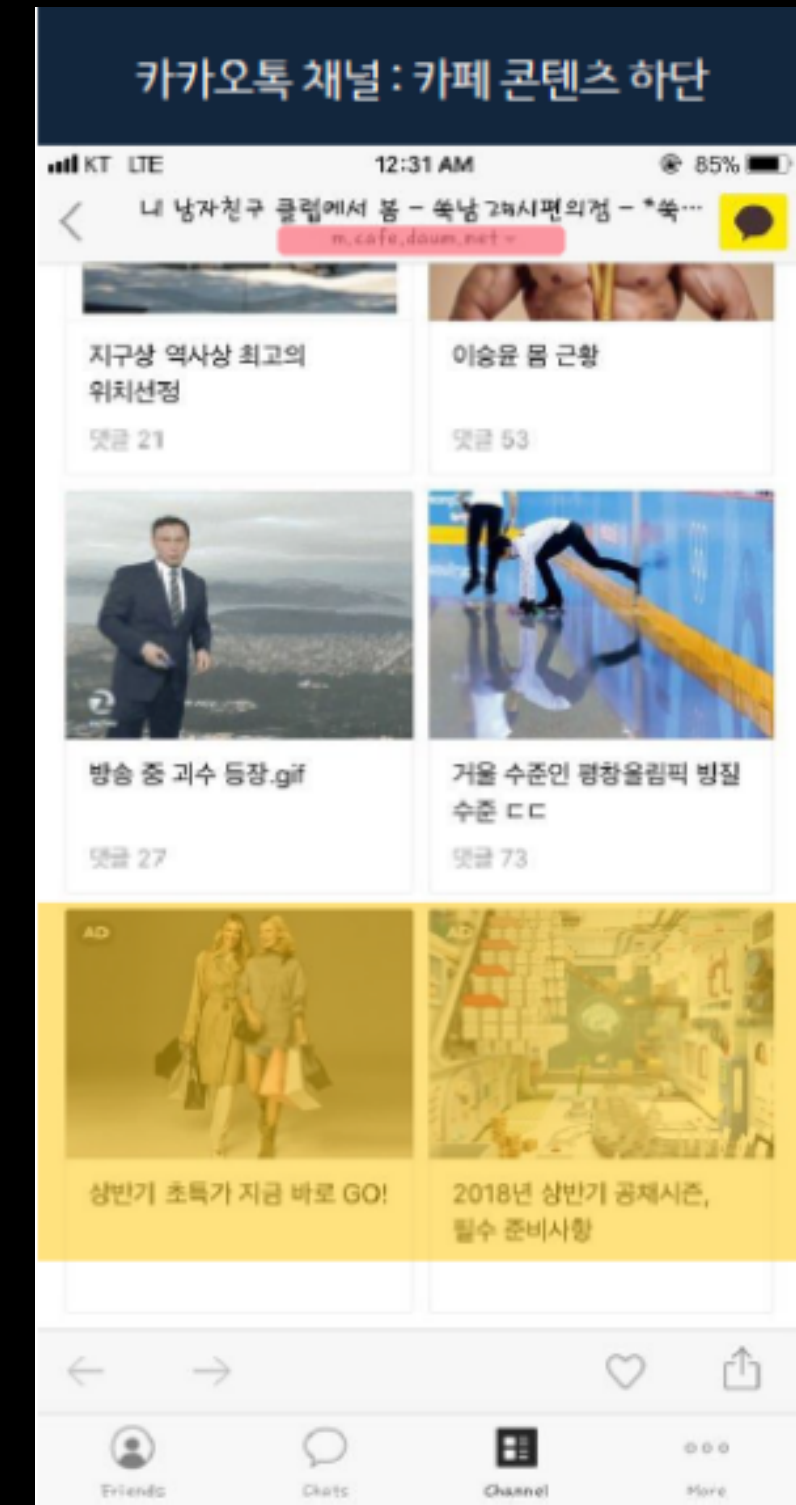 카카오톡 채널 : 카페 콘텐츠 하단
KT LTE 12:31 AM 85%
내 남자친구 클럽에서 봄 - 쑥남 24시편의점 - *쑥…
m.cafe.daum.net
지구상 역사상 최고의
위치선정
댓글 21
이승윤 몸 근황
댓글 53
방송 중 괴수 등장.gif
댓글 27
거울 수준인 평창올림픽 빙질
수준 ㄷㄷ
댓글 73
AD
상반기 초특가 지금 바로 GO!
AD
2018년 상반기 공채시즌,
필수 준비사항
Friends
Chats
Channel
More